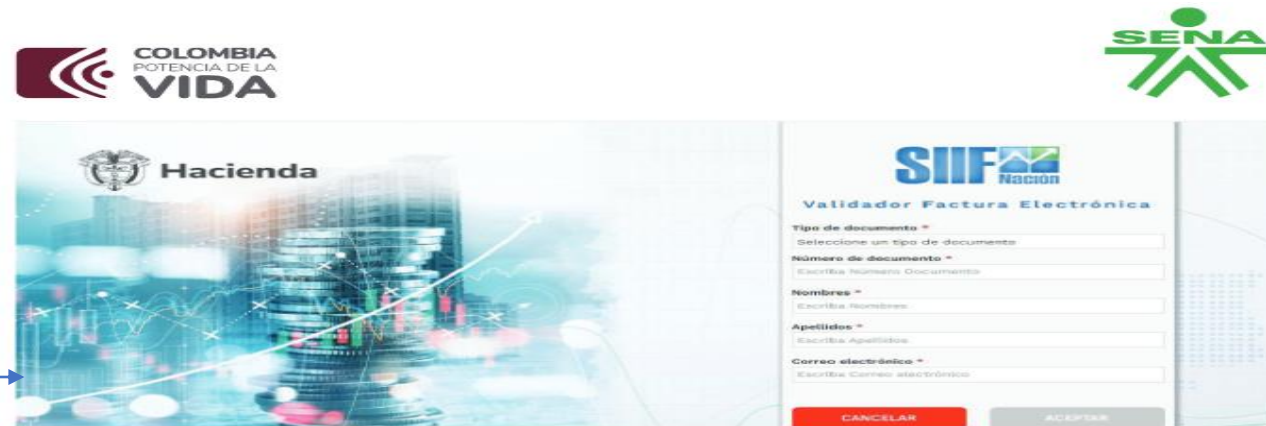 COLOMBIA
POTENCIA DE LA
VIDA
SENA
Hacienda
SIIF
Nación
Validador Factura Electrónica
Tipo de documento *
Seleccione un tipo de documento
Número de documento *
Escriba Número Documento
Nombres *
Escriba Nombres
Apellidos *
Escriba Apellidos
Correo electrónico *
Escriba Correo electrónico
CANCELAR
ACEPTAR